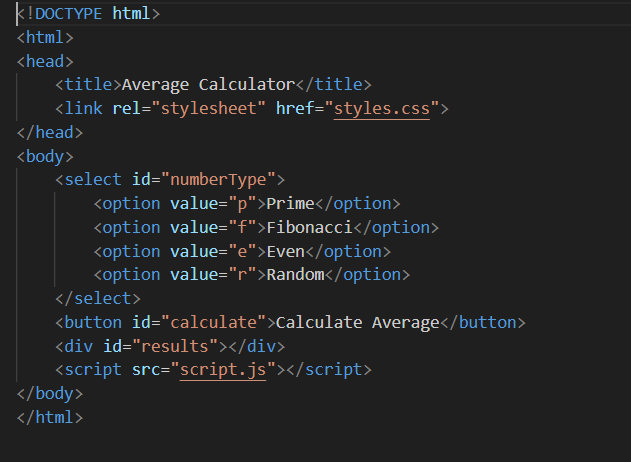 <!DOCTYPE html>
<html>
<head>
    <title>Average Calculator</title>
    <link rel="stylesheet" href="styles.css">
</head>
<body>
    <select id="numberType">
        <option value="p">Prime</option>
        <option value="f">Fibonacci</option>
        <option value="e">Even</option>
        <option value="r">Random</option>
    </select>
    <button id="calculate">Calculate Average</button>
    <div id="results"></div>
    <script src="script.js"></script>
</body>
</html>